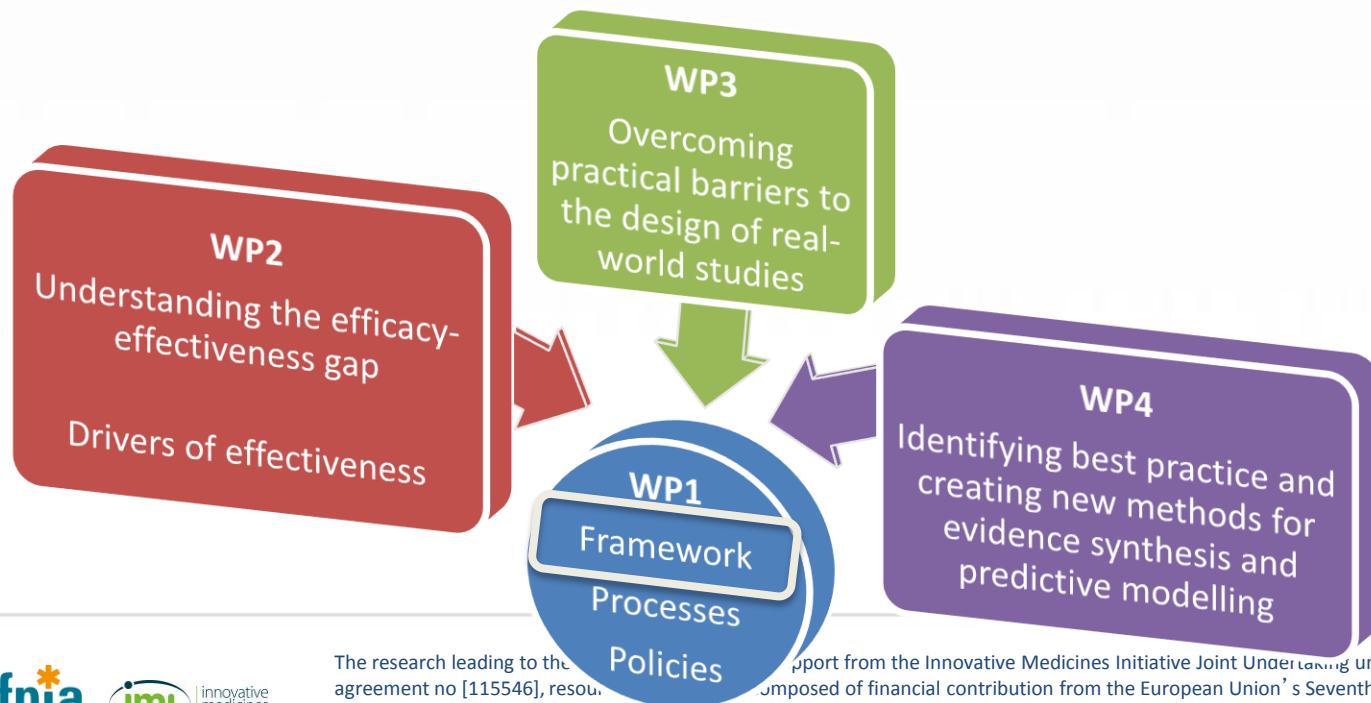 WP3
Overcoming
practical barriers to
the design of real-
world studies
WP2
Understanding the efficacy-
effectiveness gap
Drivers of effectiveness
WP4
Identifying best practice and
creating new methods for
evidence synthesis and
predictive modelling
WP1
Framework
Processes
Policies
The research leading to the port from the Innovative Medicines Initiative Joint Undertaking
agreement no [115546], omposed of financial contribution from the European Union's Seventh
imi
innovative